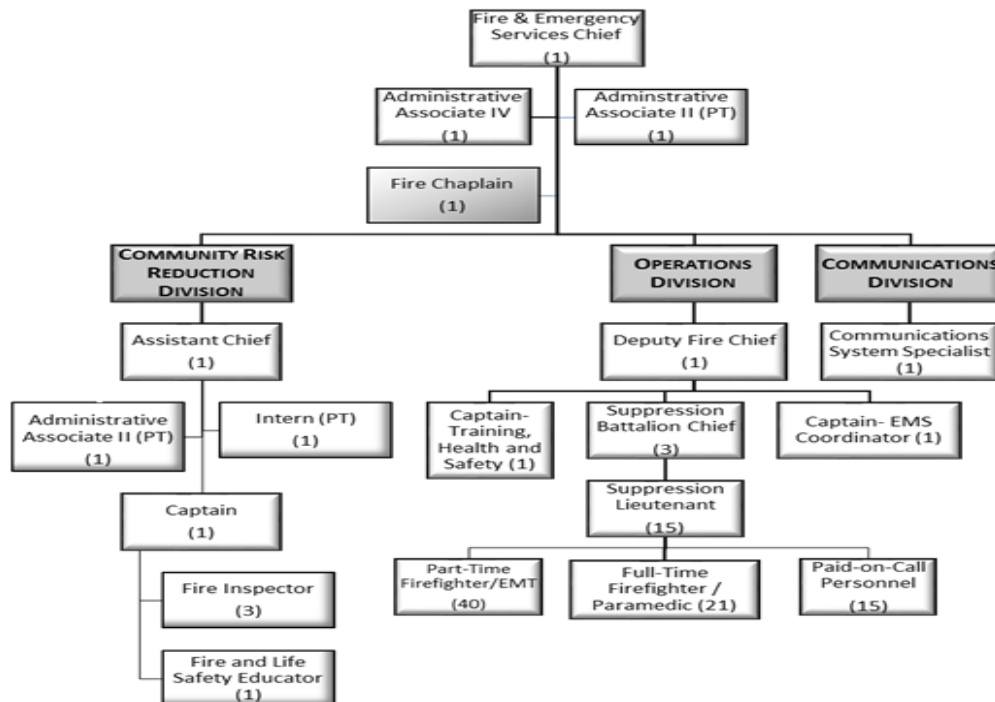 Fire & Emergency
Services Chief
(1)
Administrative
Associate IV
(1)
Adminstrative
Associate II (PT)
(1)
Fire Chaplain
(1)
COMMUNITY RISK
REDUCTION
DIVISION
OPERATIONS
DIVISION
COMMUNICATIONS
DIVISION
Assistant Chief
(1)
Deputy Fire Chief
(1)
Communications
System Specialist
(1)
Administrative
Associate II (PT)
(1)
Intern (PT)
(1)
Captain-
Training,
Health and
Safety (1)
Suppression
Battalion Chief
(3)
Captain- EMS
Coordinator (1)
Captain
(1)
Suppression
Lieutenant
(15)
Part-Time
Firefighter/EMT
(40)
Full-Time
Firefighter /
Paramedic (21)
Paid-on-Call
Personnel
(15)
Fire Inspector
(3)
Fire and Life
Safety Educator
(1)